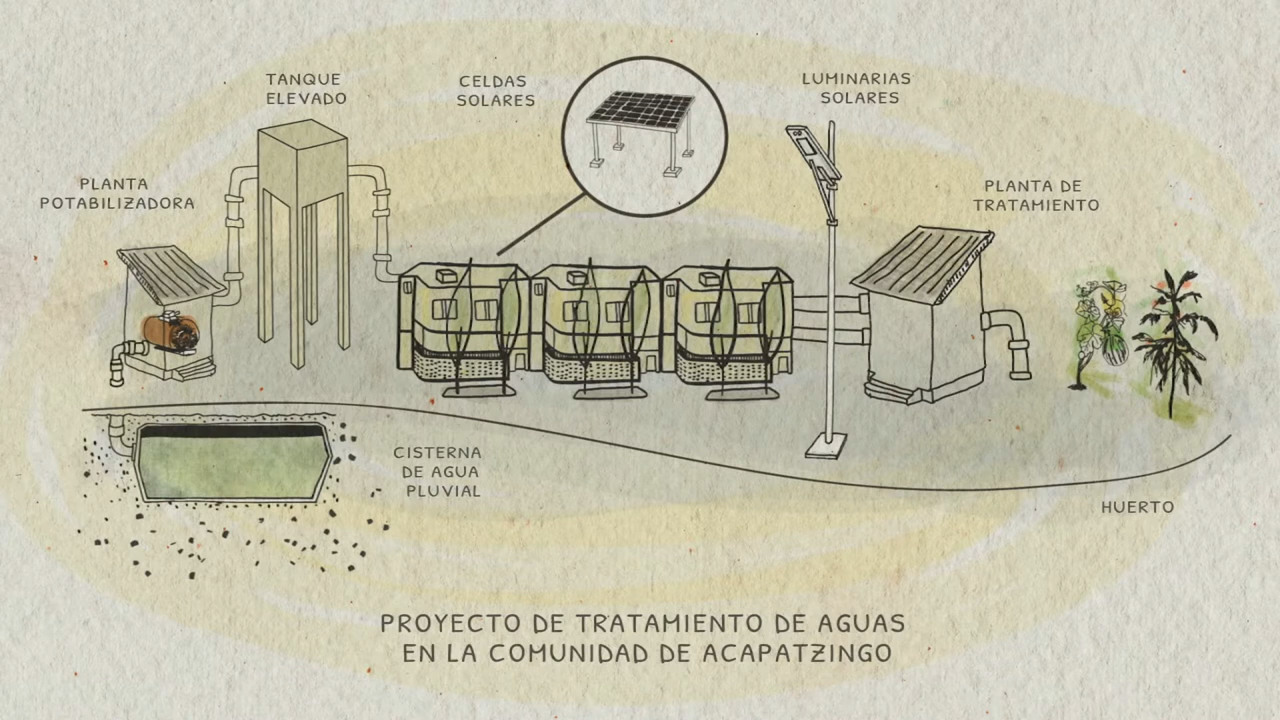 TANQUE
ELEVADO
CELDAS
SOLARES
LUMINARIAS
SOLARES
PLANTA
POTABILIZADORA
PLANTA DE
TRATAMIENTO
CISTERNA
DE AGUA
PLUVIAL
HUERTO
PROYECTO DE TRATAMIENTO DE AGUAS
EN LA COMUNIDAD DE ACAPATZINGO